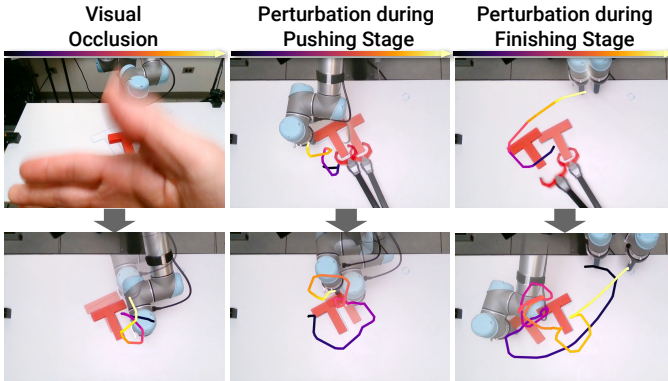 Visual
Occlusion
Perturbation during
Pushing Stage
Perturbation during
Finishing Stage